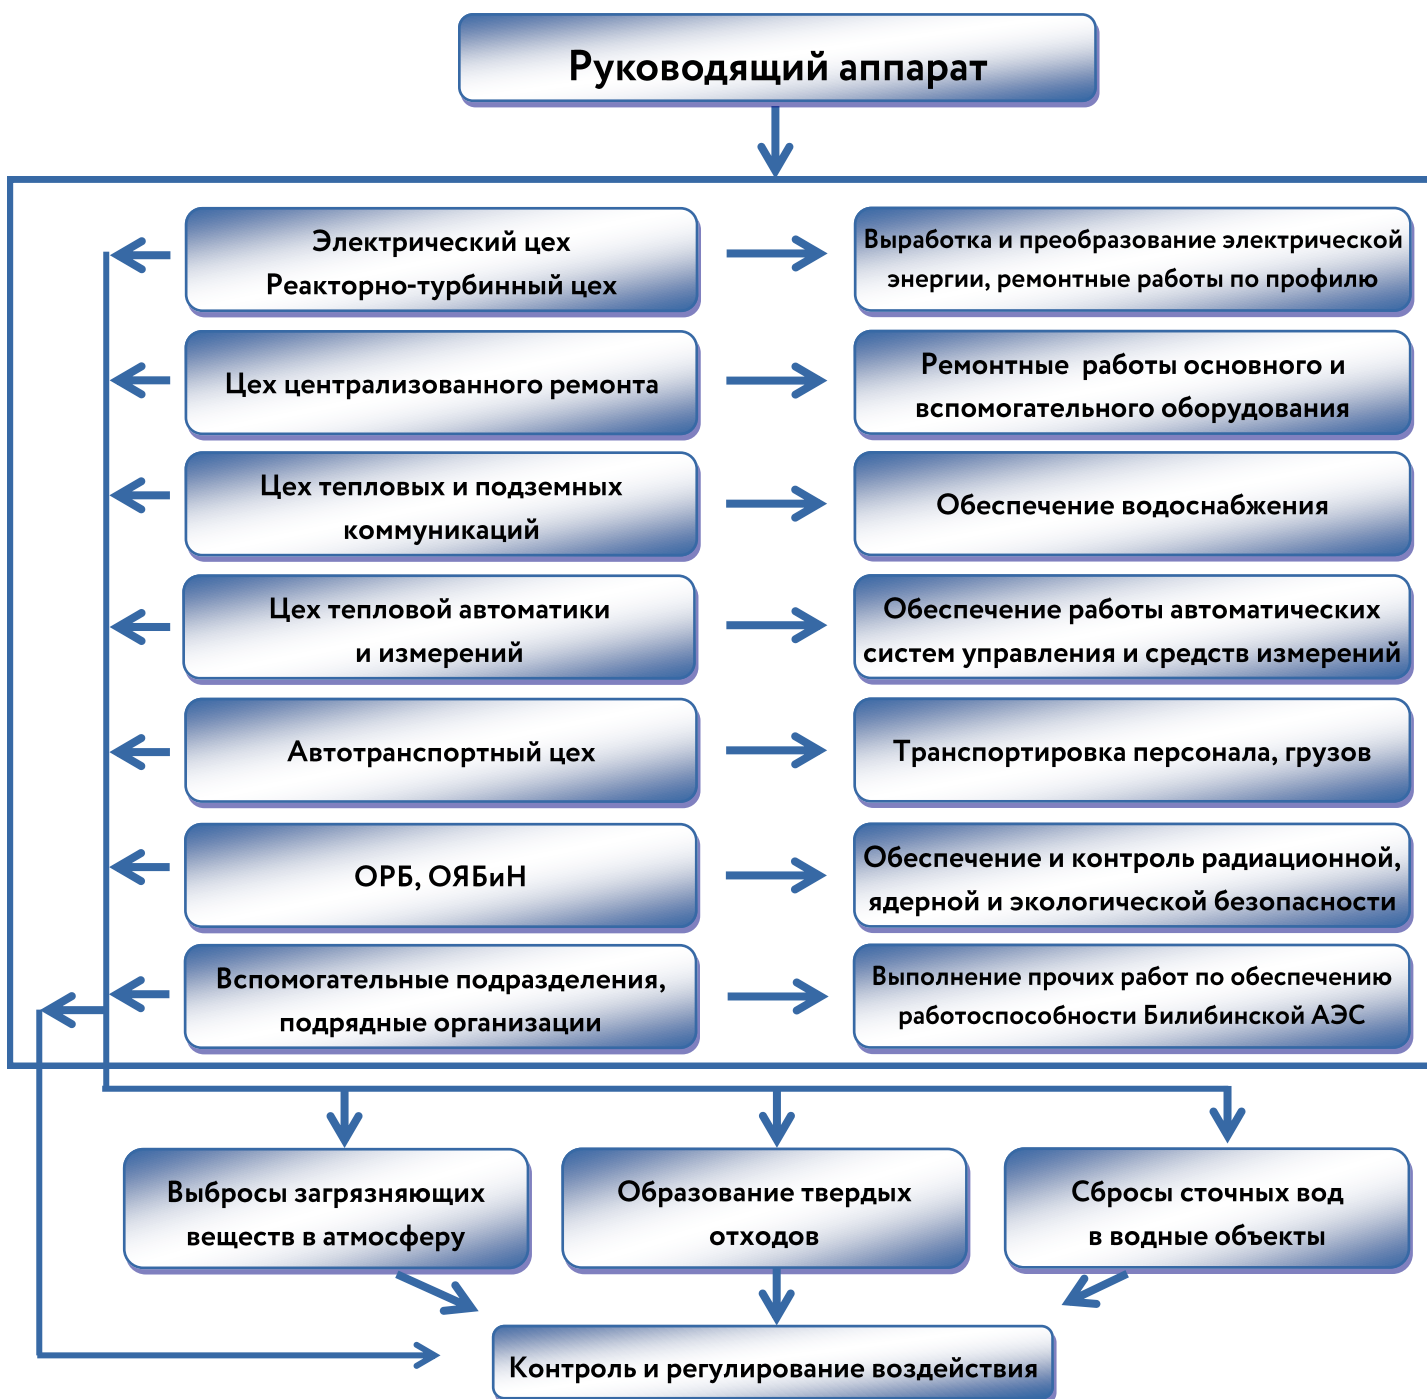 Руководящий аппарат
Электрический цех
Реакторно-турбинный цех
Выработка и преобразование электрической
энергии, ремонтные работы по профилю
Цех централизованного ремонта
Ремонтные работы основного и
вспомогательного оборудования
Цех тепловых и подземных
коммуникаций
Обеспечение водоснабжения
Цех тепловой автоматики
и измерений
Обеспечение работы автоматических
систем управления и средств измерений
Автотранспортный цех
Транспортировка персонала, грузов
ОРБ, ОЯБиН
Обеспечение и контроль радиационной,
ядерной и экологической безопасности
Вспомогательные подразделения,
подрядные организации
Выполнение прочих работ по обеспечению
работоспособности Билибинской АЭС
Выбросы загрязняющих
веществ в атмосферу
Образование твердых
отходов
Сбросы сточных вод
в водные объекты
Контроль и регулирование воздействия